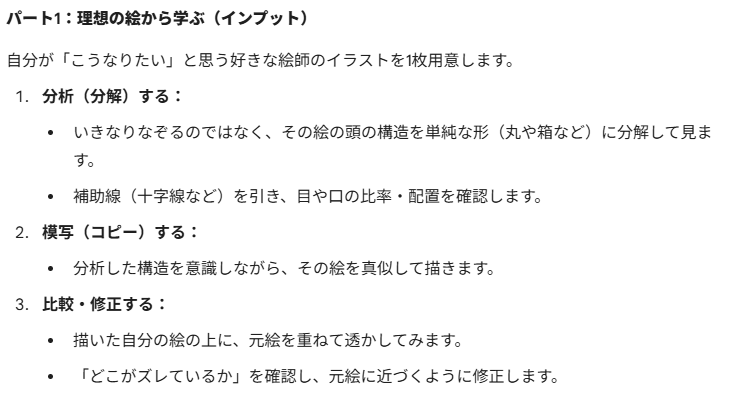 パート1：理想の絵から学ぶ（インプット）
自分が「こうなりたい」と思う好きな絵師のイラストを1枚用意します。
1. 分析（分解）する：
• いきなりなぞるのではなく、その絵の頭の構造を単純な形（丸や箱など）に分解して見ま
す。
• 補助線（十字線など）を引き、目や口の比率・配置を確認します。
2. 模写（コピー）する：
• 分析した構造を意識しながら、その絵を真似して描きます。
3. 比較・修正する：
• 描いた自分の絵の上に、元絵を重ねて透かしてみます。
• 「どこがズレているか」を確認し、元絵に近づくように修正します。